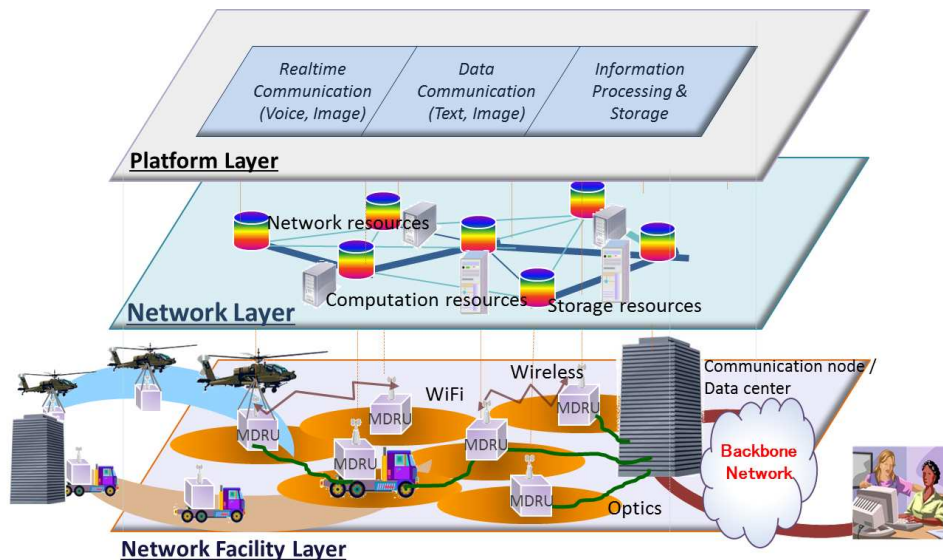 Realtime
Communication
(Voice, Image)
Data
Communication
(Text, Image)
Information
Processing &
Storage
Platform Layer
Network resources
Computation resources
Storage resources
Network Layer
Communication node /
Data center
WiFi
Wireless
MDRU
MDRU
MDRU
MDRU
MDRU
MDRU
Optics
Backbone
Network
Network Facility Layer